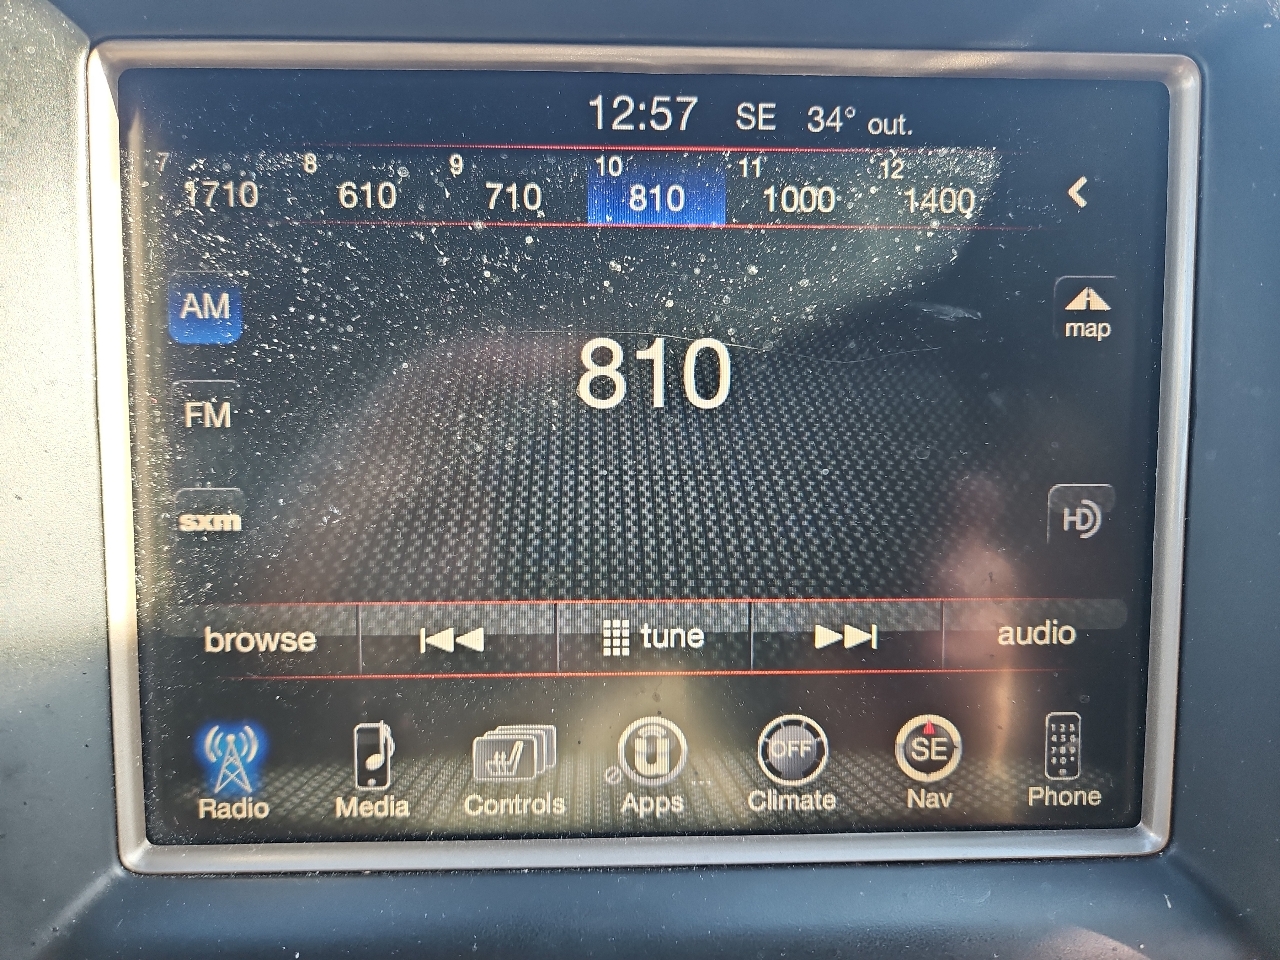 12:57 SE 34° out.
7 8 9 10 11 12
1710 610 710 810 1000 1400
AM
map
810
FM
sxm
HD
browse tune audio
OFF SE
Radio Media Controls Apps Climate Nav Phone